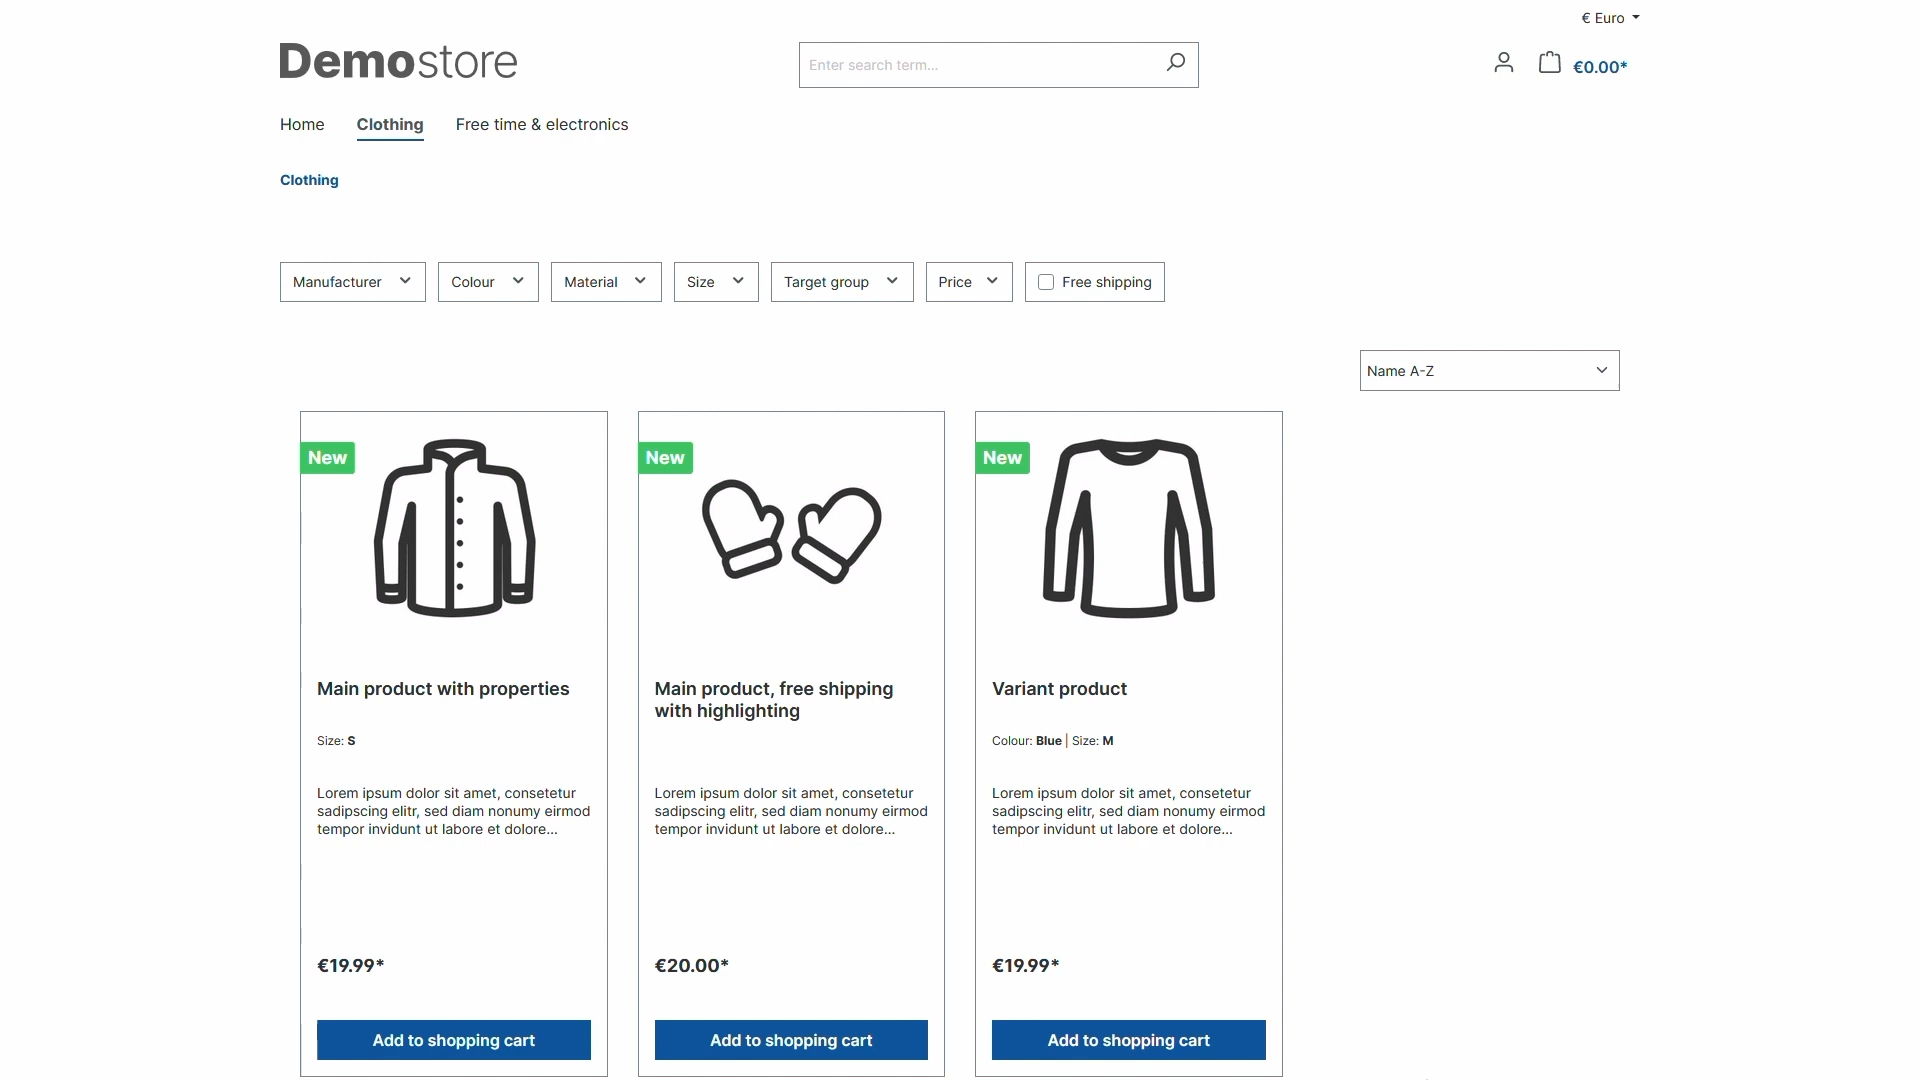 € Euro
Demostore
Enter search term...
€0.00*
Home
Clothing
Free time & electronics
Clothing
Manufacturer
Colour
Material
Size
Target group
Price
Free shipping
Name A-Z
New
Main product with properties
Size: S
Lorem ipsum dolor sit amet, consetetur
sadipscing elitr, sed diam nonumy eirmod
tempor invidunt ut labore et dolore...
€19.99*
Add to shopping cart
New
Main product, free shipping
with highlighting
Lorem ipsum dolor sit amet, consetetur
sadipscing elitr, sed diam nonumy eirmod
tempor invidunt ut labore et dolore...
€20.00*
Add to shopping cart
New
Variant product
Colour: Blue | Size: M
Lorem ipsum dolor sit amet, consetetur
sadipscing elitr, sed diam nonumy eirmod
tempor invidunt ut labore et dolore...
€19.99*
Add to shopping cart